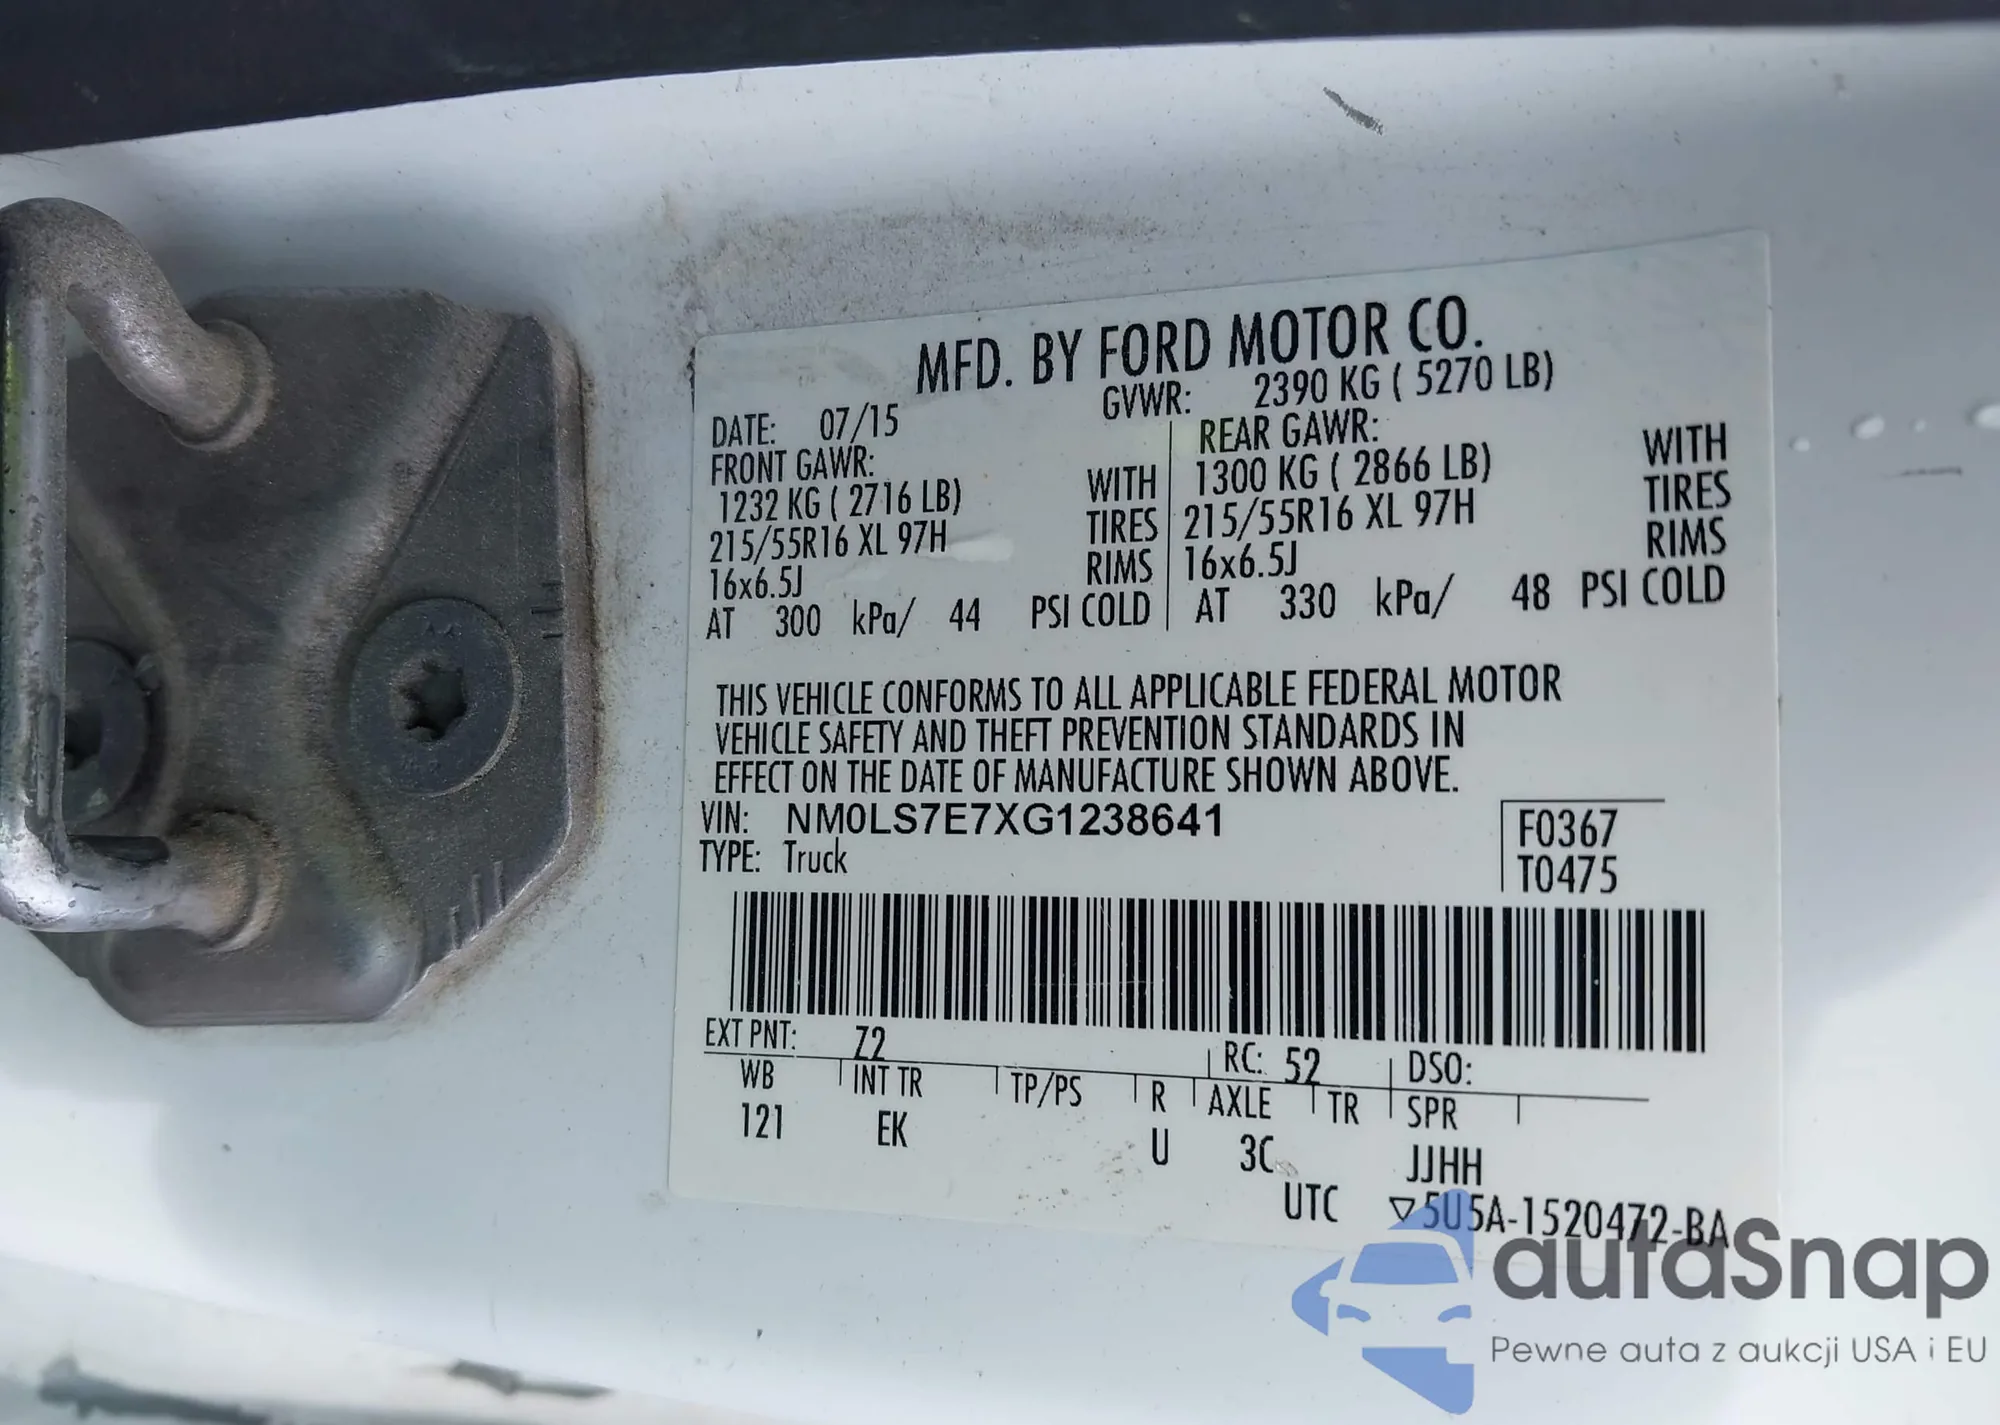 MFD. BY FORD MOTOR CO.
DATE: 07/15 GVWR: 2390 KG ( 5270 LB)
FRONT GAWR: REAR GAWR:
1232 KG ( 2716 LB) WITH 1300 KG ( 2866 LB) WITH
215/55R16 XL 97H TIRES 215/55R16 XL 97H TIRES
16x6.5J RIMS 16x6.5J RIMS
AT 300 kPa/ 44 PSI COLD AT 330 kPa/ 48 PSI COLD
THIS VEHICLE CONFORMS TO ALL APPLICABLE FEDERAL MOTOR
VEHICLE SAFETY AND THEFT PREVENTION STANDARDS IN
EFFECT ON THE DATE OF MANUFACTURE SHOWN ABOVE.
VIN: NM0LS7E7XG1238641 F0367
TYPE: Truck T0475
EXT PNT: Z2 RC: 52 DSO:
WB INT TR TP/PS R AXLE TR SPR
121 EK U 3C JJHH
UTC ▽5U5A-1520472-BA
autaSnap
Pewne auta z aukcji USA i EU